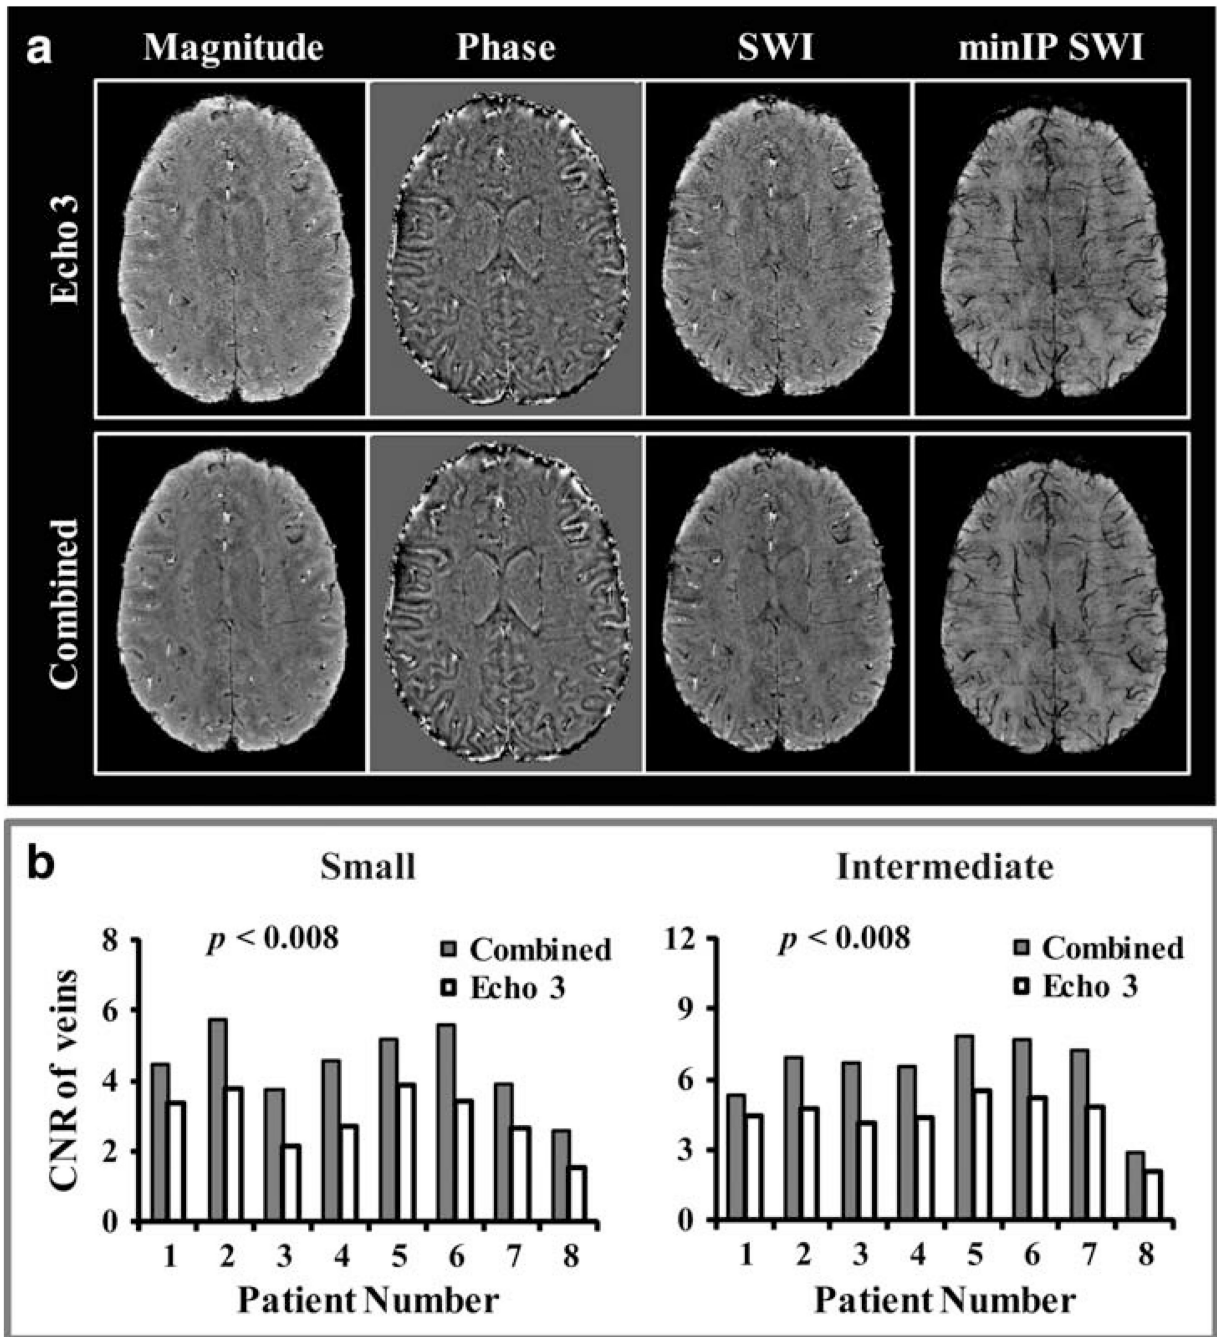 a
Magnitude Phase SWI minIP SWI
Echo 3
Combined
b
Small
p < 0.008
Combined
Echo 3
CNR of veins
8
6
4
2
0
1 2 3 4 5 6 7 8
Patient Number
Intermediate
p < 0.008
Combined
Echo 3
12
9
6
3
0
1 2 3 4 5 6 7 8
Patient Number